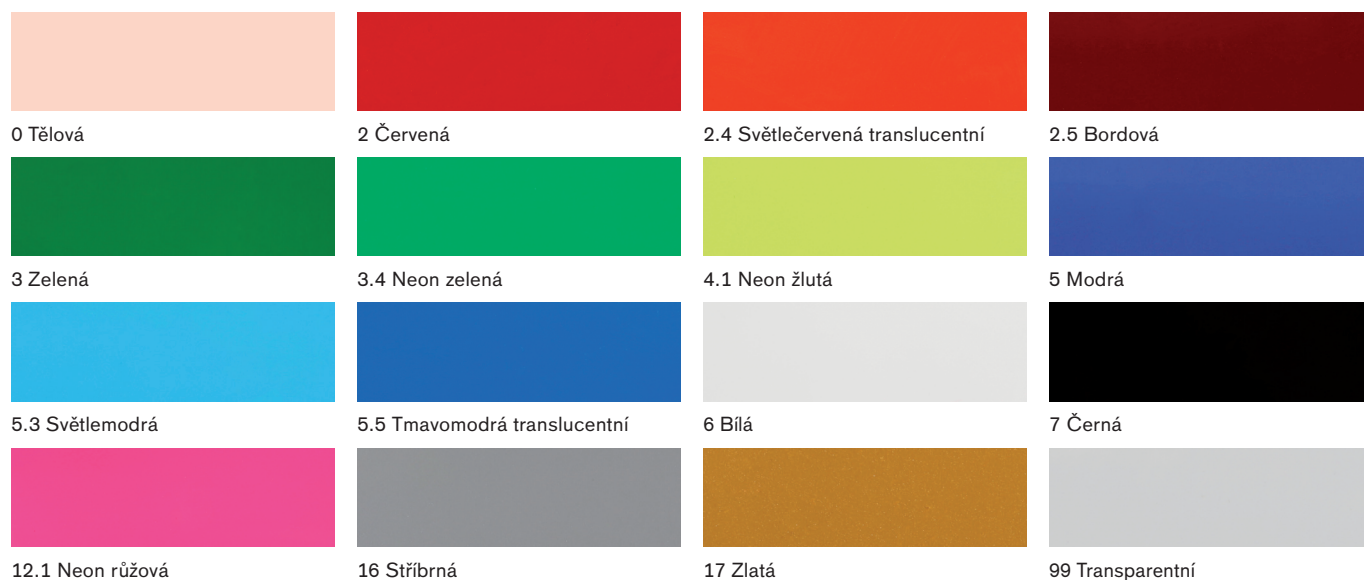 0 Tělová
2 Červená
2.4 Světlečervená translucentní
2.5 Bordová
3 Zelená
3.4 Neon zelená
4.1 Neon žlutá
5 Modrá
5.3 Světlemodrá
5.5 Tmavomodrá translucentní
6 Bílá
7 Černá
12.1 Neon růžová
16 Stříbrná
17 Zlatá
99 Transparentní